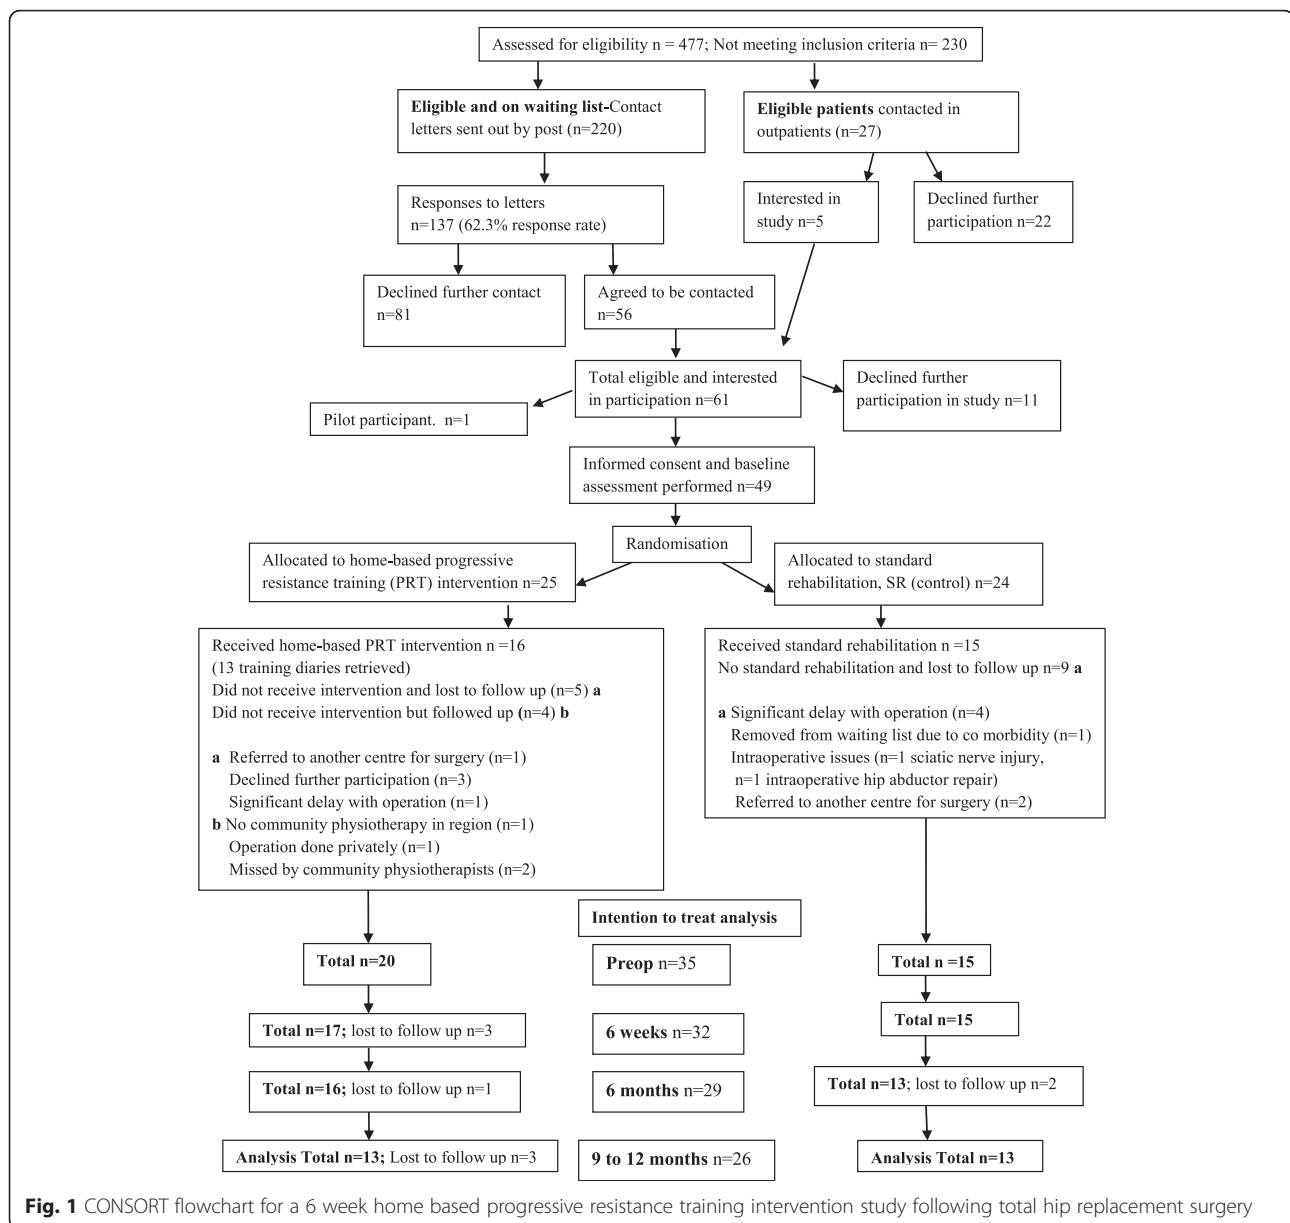 Assessed for eligibility n = 477; Not meeting inclusion criteria n= 230
Eligible and on waiting list-Contact
letters sent out by post (n=220)
Eligible patients contacted in
outpatients (n=27)
Responses to letters
n=137 (62.3% response rate)
Interested in
study n=5
Declined further
participation n=22
Declined further contact
n=81
Agreed to be contacted
n=56
Total eligible and interested
in participation n=61
Declined further
participation in study n=11
Pilot participant. n=1
Informed consent and baseline
assessment performed n=49
Randomisation
Allocated to home-based progressive
resistance training (PRT) intervention n=25
Allocated to standard
rehabilitation, SR (control) n=24
Received home-based PRT intervention n =16
(13 training diaries retrieved)
Did not receive intervention and lost to follow up (n=5) a
Did not receive intervention but followed up (n=4) b
a Referred to another centre for surgery (n=1)
Declined further participation (n=3)
Significant delay with operation (n=1)
b No community physiotherapy in region (n=1)
Operation done privately (n=1)
Missed by community physiotherapists (n=2)
Received standard rehabilitation n =15
No standard rehabilitation and lost to follow up n=9 a
a Significant delay with operation (n=4)
Removed from waiting list due to co morbidity (n=1)
Intraoperative issues (n=1 sciatic nerve injury,
n=1 intraoperative hip abductor repair)
Referred to another centre for surgery (n=2)
Intention to treat analysis
Total n=20
Preop n=35
Total n =15
Total n=17; lost to follow up n=3
6 weeks n=32
Total n=15
Total n=16; lost to follow up n=1
6 months n=29
Total n=13; lost to follow up n=2
Analysis Total n=13; Lost to follow up n=3
9 to 12 months n=26
Analysis Total n=13
Fig. 1 CONSORT flowchart for a 6 week home based progressive resistance training intervention study following total hip replacement surgery